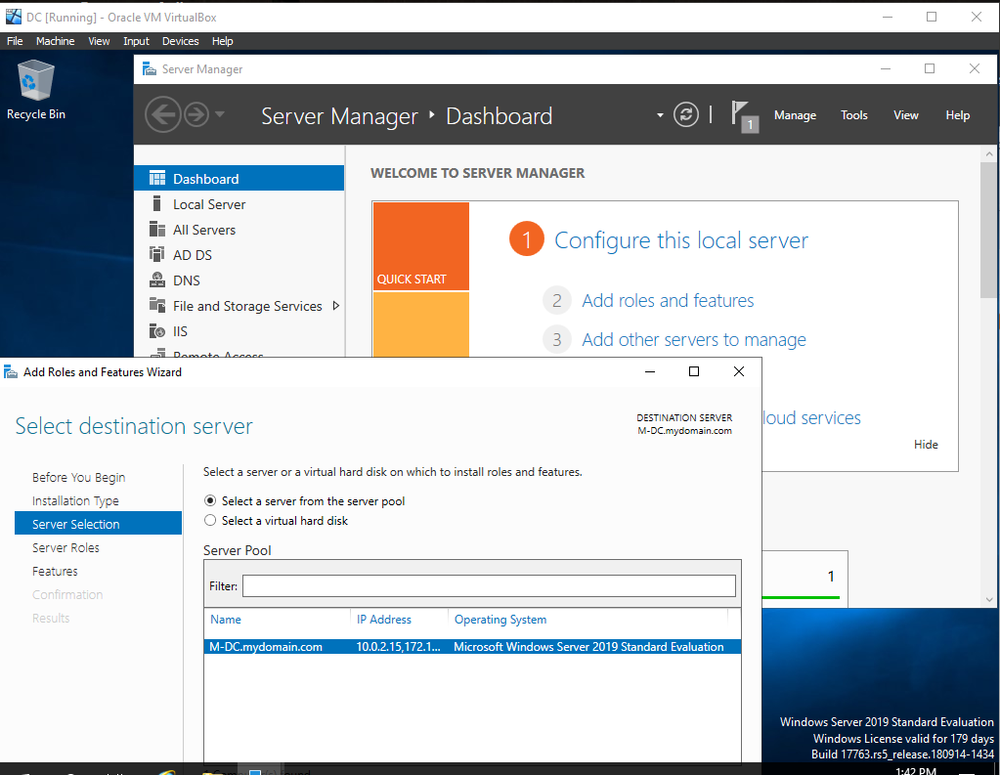 DC [Running] - Oracle VM VirtualBox
File Machine View Input Devices Help
Recycle Bin
Server Manager
Server Manager Dashboard
1
Manage Tools View Help
Dashboard
Local Server
All Servers
AD DS
DNS
File and Storage Services
IIS
Remote Access
WELCOME TO SERVER MANAGER
QUICK START
1 Configure this local server
2 Add roles and features
3 Add other servers to manage
loud services
Hide
1
Add Roles and Features Wizard
Select destination server
DESTINATION SERVER
M-DC.mydomain.com
Before You Begin
Installation Type
Server Selection
Server Roles
Features
Confirmation
Results
Select a server or a virtual hard disk on which to install roles and features.
Select a server from the server pool
Select a virtual hard disk
Server Pool
Filter:
Name IP Address Operating System
M-DC.mydomain.com 10.0.2.15,172.1... Microsoft Windows Server 2019 Standard Evaluation
Windows Server 2019 Standard Evaluation
Windows License valid for 179 days
Build 17763.rs5_release.180914-1434
1:42 PM